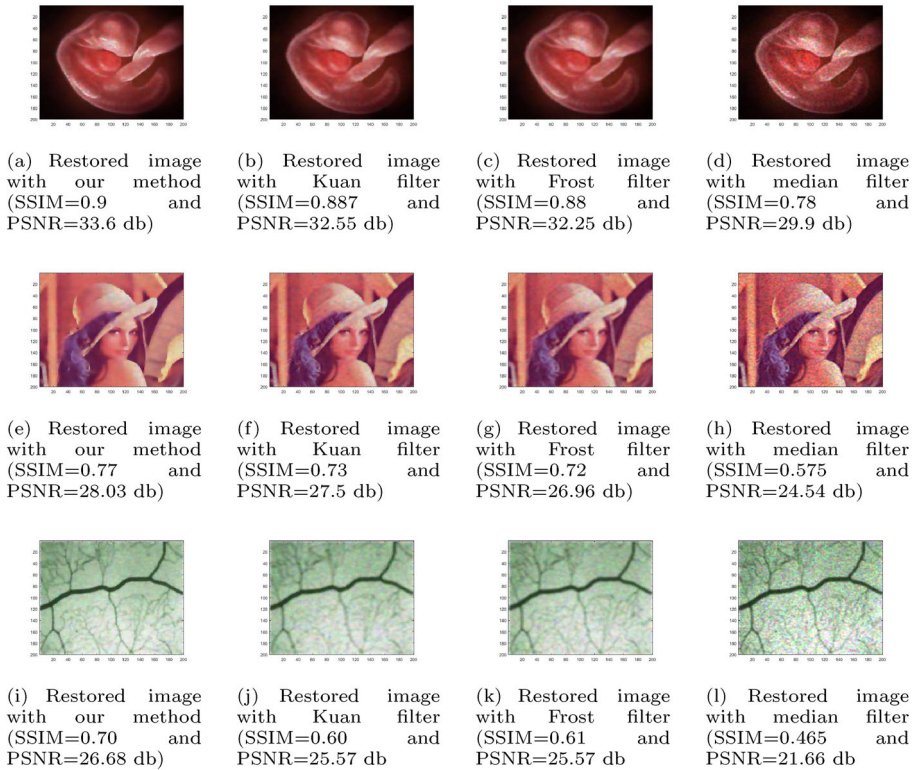 (a) Restored image
with our method
(SSIM=0.9 and
PSNR=33.6 db)
(b) Restored image
with Kuan filter
(SSIM=0.887 and
PSNR=32.55 db)
(c) Restored image
with Frost filter
(SSIM=0.88 and
PSNR=32.25 db)
(d) Restored image
with median filter
(SSIM=0.78 and
PSNR=29.9 db)
(e) Restored image
with our method
(SSIM=0.77 and
PSNR=28.03 db)
(f) Restored image
with Kuan filter
(SSIM=0.73 and
PSNR=27.5 db)
(g) Restored image
with Frost filter
(SSIM=0.72 and
PSNR=26.96 db)
(h) Restored image
with median filter
(SSIM=0.575 and
PSNR=24.54 db)
(i) Restored image
with our method
(SSIM=0.70 and
PSNR=26.68 db)
(j) Restored image
with Kuan filter
(SSIM=0.60 and
PSNR=25.57 db
(k) Restored image
with Frost filter
(SSIM=0.61 and
PSNR=25.57 db
(l) Restored image
with median filter
(SSIM=0.465 and
PSNR=21.66 db